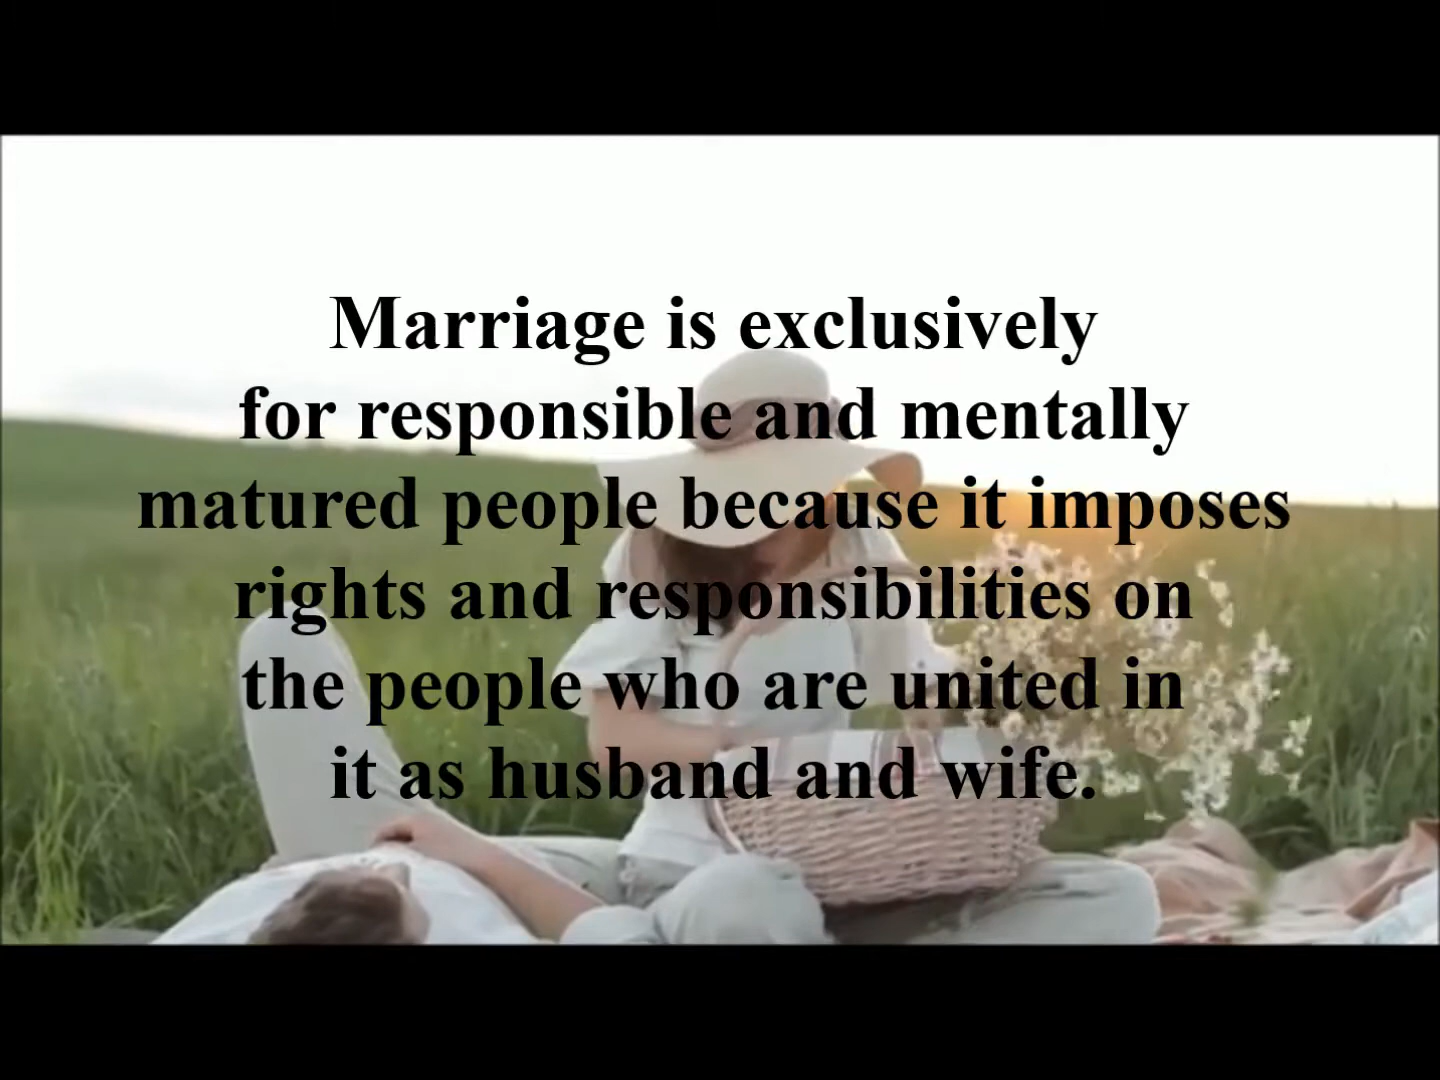 Marriage is exclusively
for responsible and mentally
matured people because it imposes
rights and responsibilities on
the people who are united in
it as husband and wife.